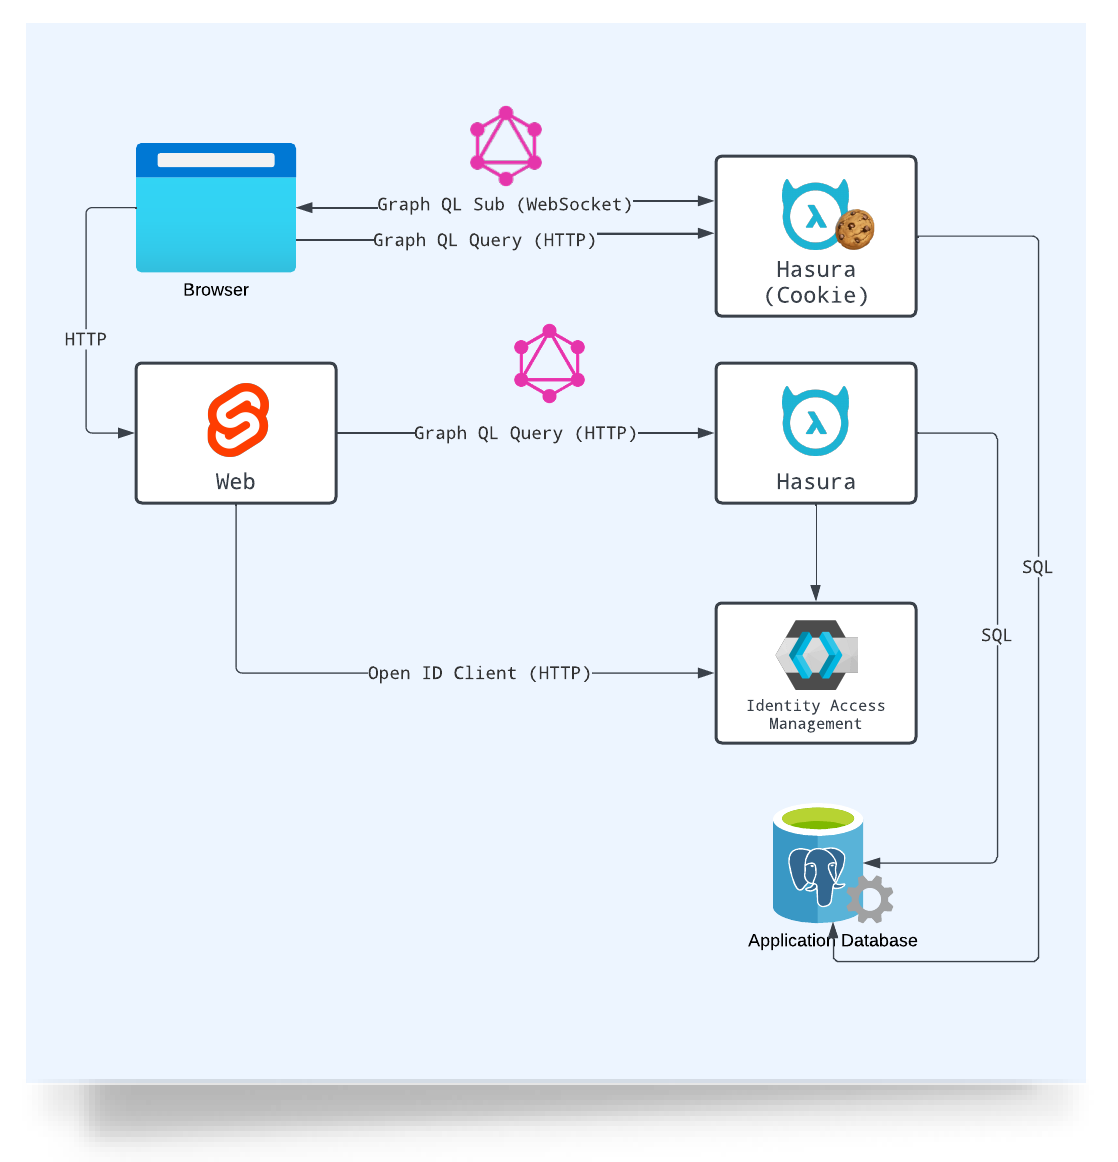 Graph QL Sub (WebSocket)
Graph QL Query (HTTP)
Browser
Hasura
(Cookie)
HTTP
Graph QL Query (HTTP)
Web
Hasura
SQL
SQL
Open ID Client (HTTP)
Identity Access
Management
Application Database